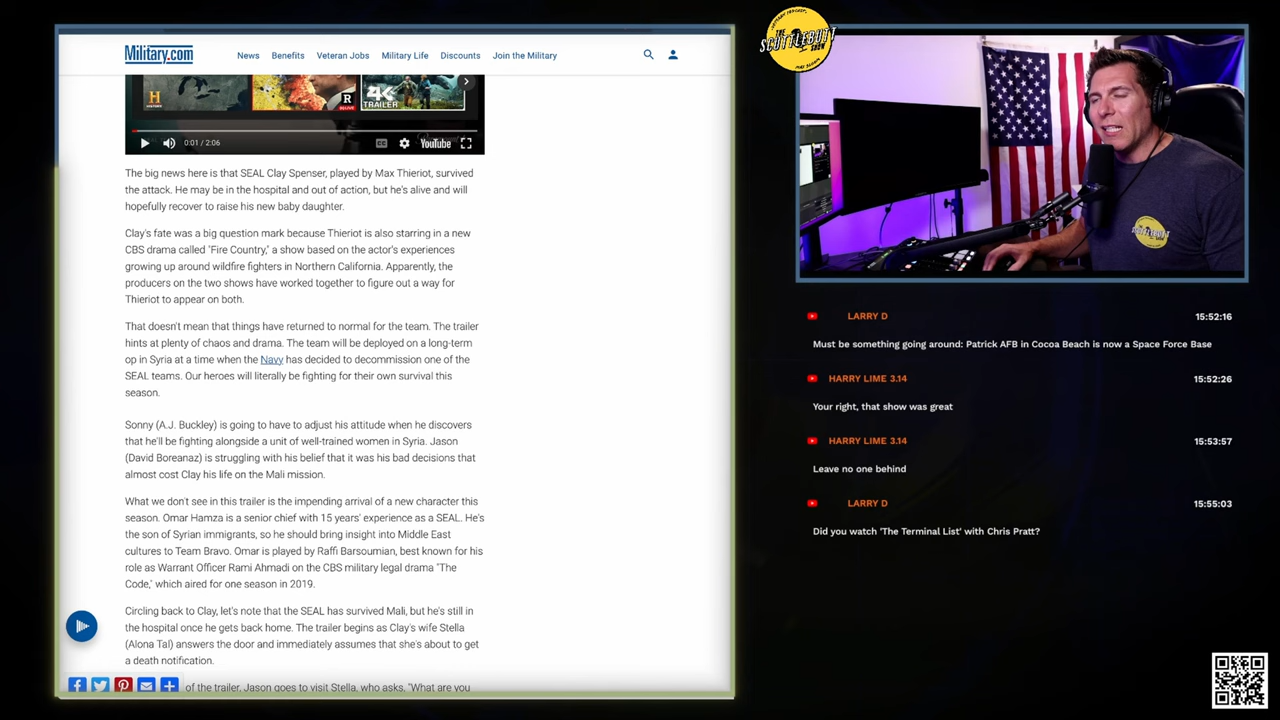 Military.com
News Benefits Veteran Jobs Military Life Discounts Join the Military
HISTORY
R
4K
TRAILER
0:01 / 2:06
CC
YouTube
The big news here is that SEAL Clay Spenser, played by Max Thieriot, survived
the attack. He may be in the hospital and out of action, but he's alive and will
hopefully recover to raise his new baby daughter.
Clay's fate was a big question mark because Thieriot is also starring in a new
CBS drama called "Fire Country," a show based on the actor's experiences
growing up around wildfire fighters in Northern California. Apparently, the
producers on the two shows have worked together to figure out a way for
Thieriot to appear on both.
That doesn't mean that things have returned to normal for the team. The trailer
hints at plenty of chaos and drama. The team will be deployed on a long-term
op in Syria at a time when the Navy has decided to decommission one of the
SEAL teams. Our heroes will literally be fighting for their own survival this
season.
Sonny (A.J. Buckley) is going to have to adjust his attitude when he discovers
that he'll be fighting alongside a unit of well-trained women in Syria. Jason
(David Boreanaz) is struggling with his belief that it was his bad decisions that
almost cost Clay his life on the Mali mission.
What we don't see in this trailer is the impending arrival of a new character this
season. Omar Hamza is a senior chief with 15 years' experience as a SEAL. He's
the son of Syrian immigrants, so he should bring insight into Middle East
cultures to Team Bravo. Omar is played by Raffi Barsoumian, best known for his
role as Warrant Officer Rami Ahmadi on the CBS military legal drama "The
Code," which aired for one season in 2019.
Circling back to Clay, let's note that the SEAL has survived Mali, but he's still in
the hospital once he gets back home. The trailer begins as Clay's wife Stella
(Alona Tal) answers the door and immediately assumes that she's about to get
a death notification.
of the trailer, Jason goes to visit Stella, who asks, "What are you
THE
SCUTTLEBUTT
SHOW
LARRY D 15:52:16
Must be something going around: Patrick AFB in Cocoa Beach is now a Space Force Base
HARRY LIME 3.14 15:52:26
Your right, that show was great
HARRY LIME 3.14 15:53:57
Leave no one behind
LARRY D 15:55:03
Did you watch 'The Terminal List' with Chris Pratt?